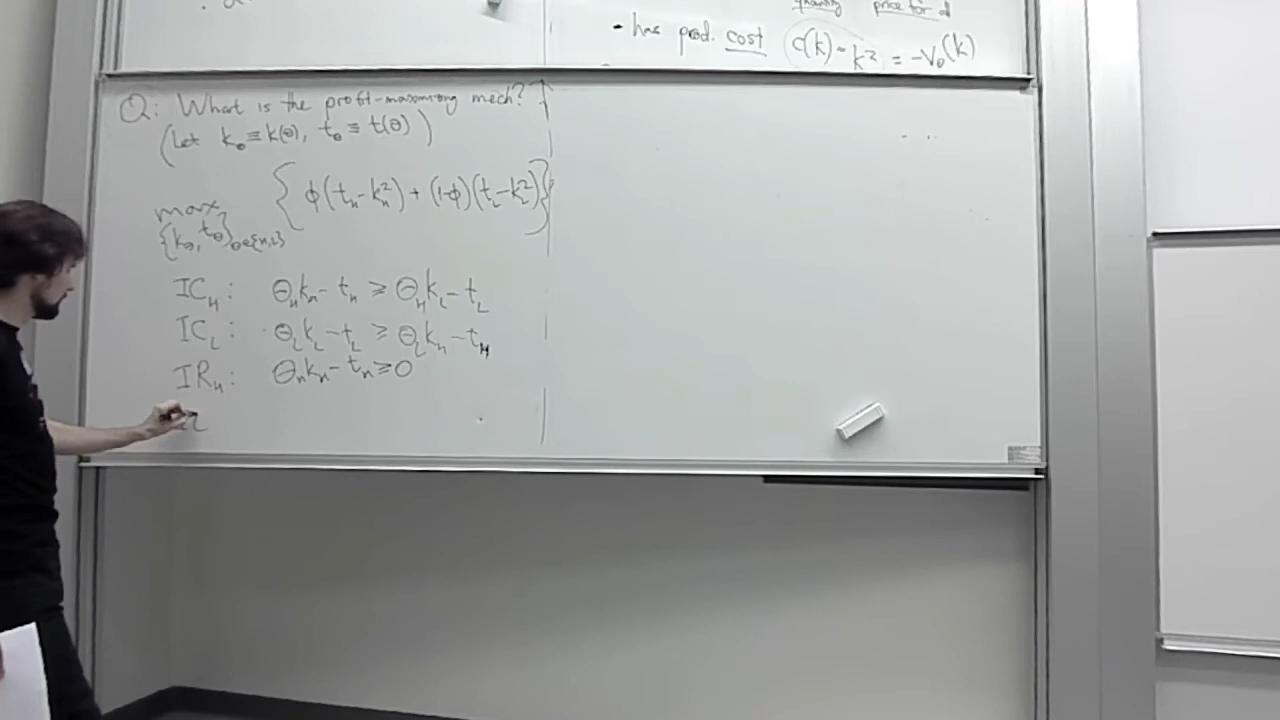 quantity price for d
- has prod. cost c(k) = k² = -V₀(k)
Q: What is the profit-maximizing mech?
(Let k_θ ≡ k(θ), t_θ ≡ t(θ))
max {k_θ, t_θ}_θ∈{H,L} { ϕ(t_H - k_H²) + (1-ϕ)(t_L - k_L²) }
IC_H: θ_H k_H - t_H ≥ θ_H k_L - t_L
IC_L: θ_L k_L - t_L ≥ θ_L k_H - t_H
IR_H: θ_H k_H - t_H ≥ 0